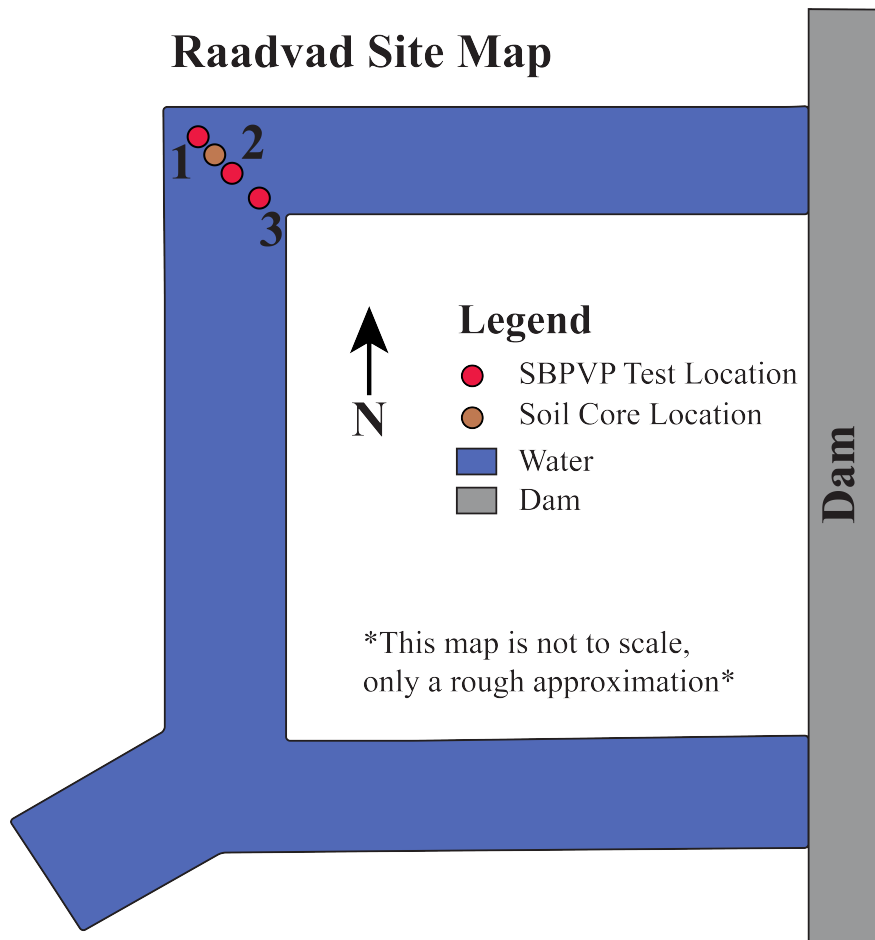 Raadvad Site Map
1
2
3
Legend
SBPVP Test Location
Soil Core Location
Water
Dam
N
Dam
*This map is not to scale,
only a rough approximation*